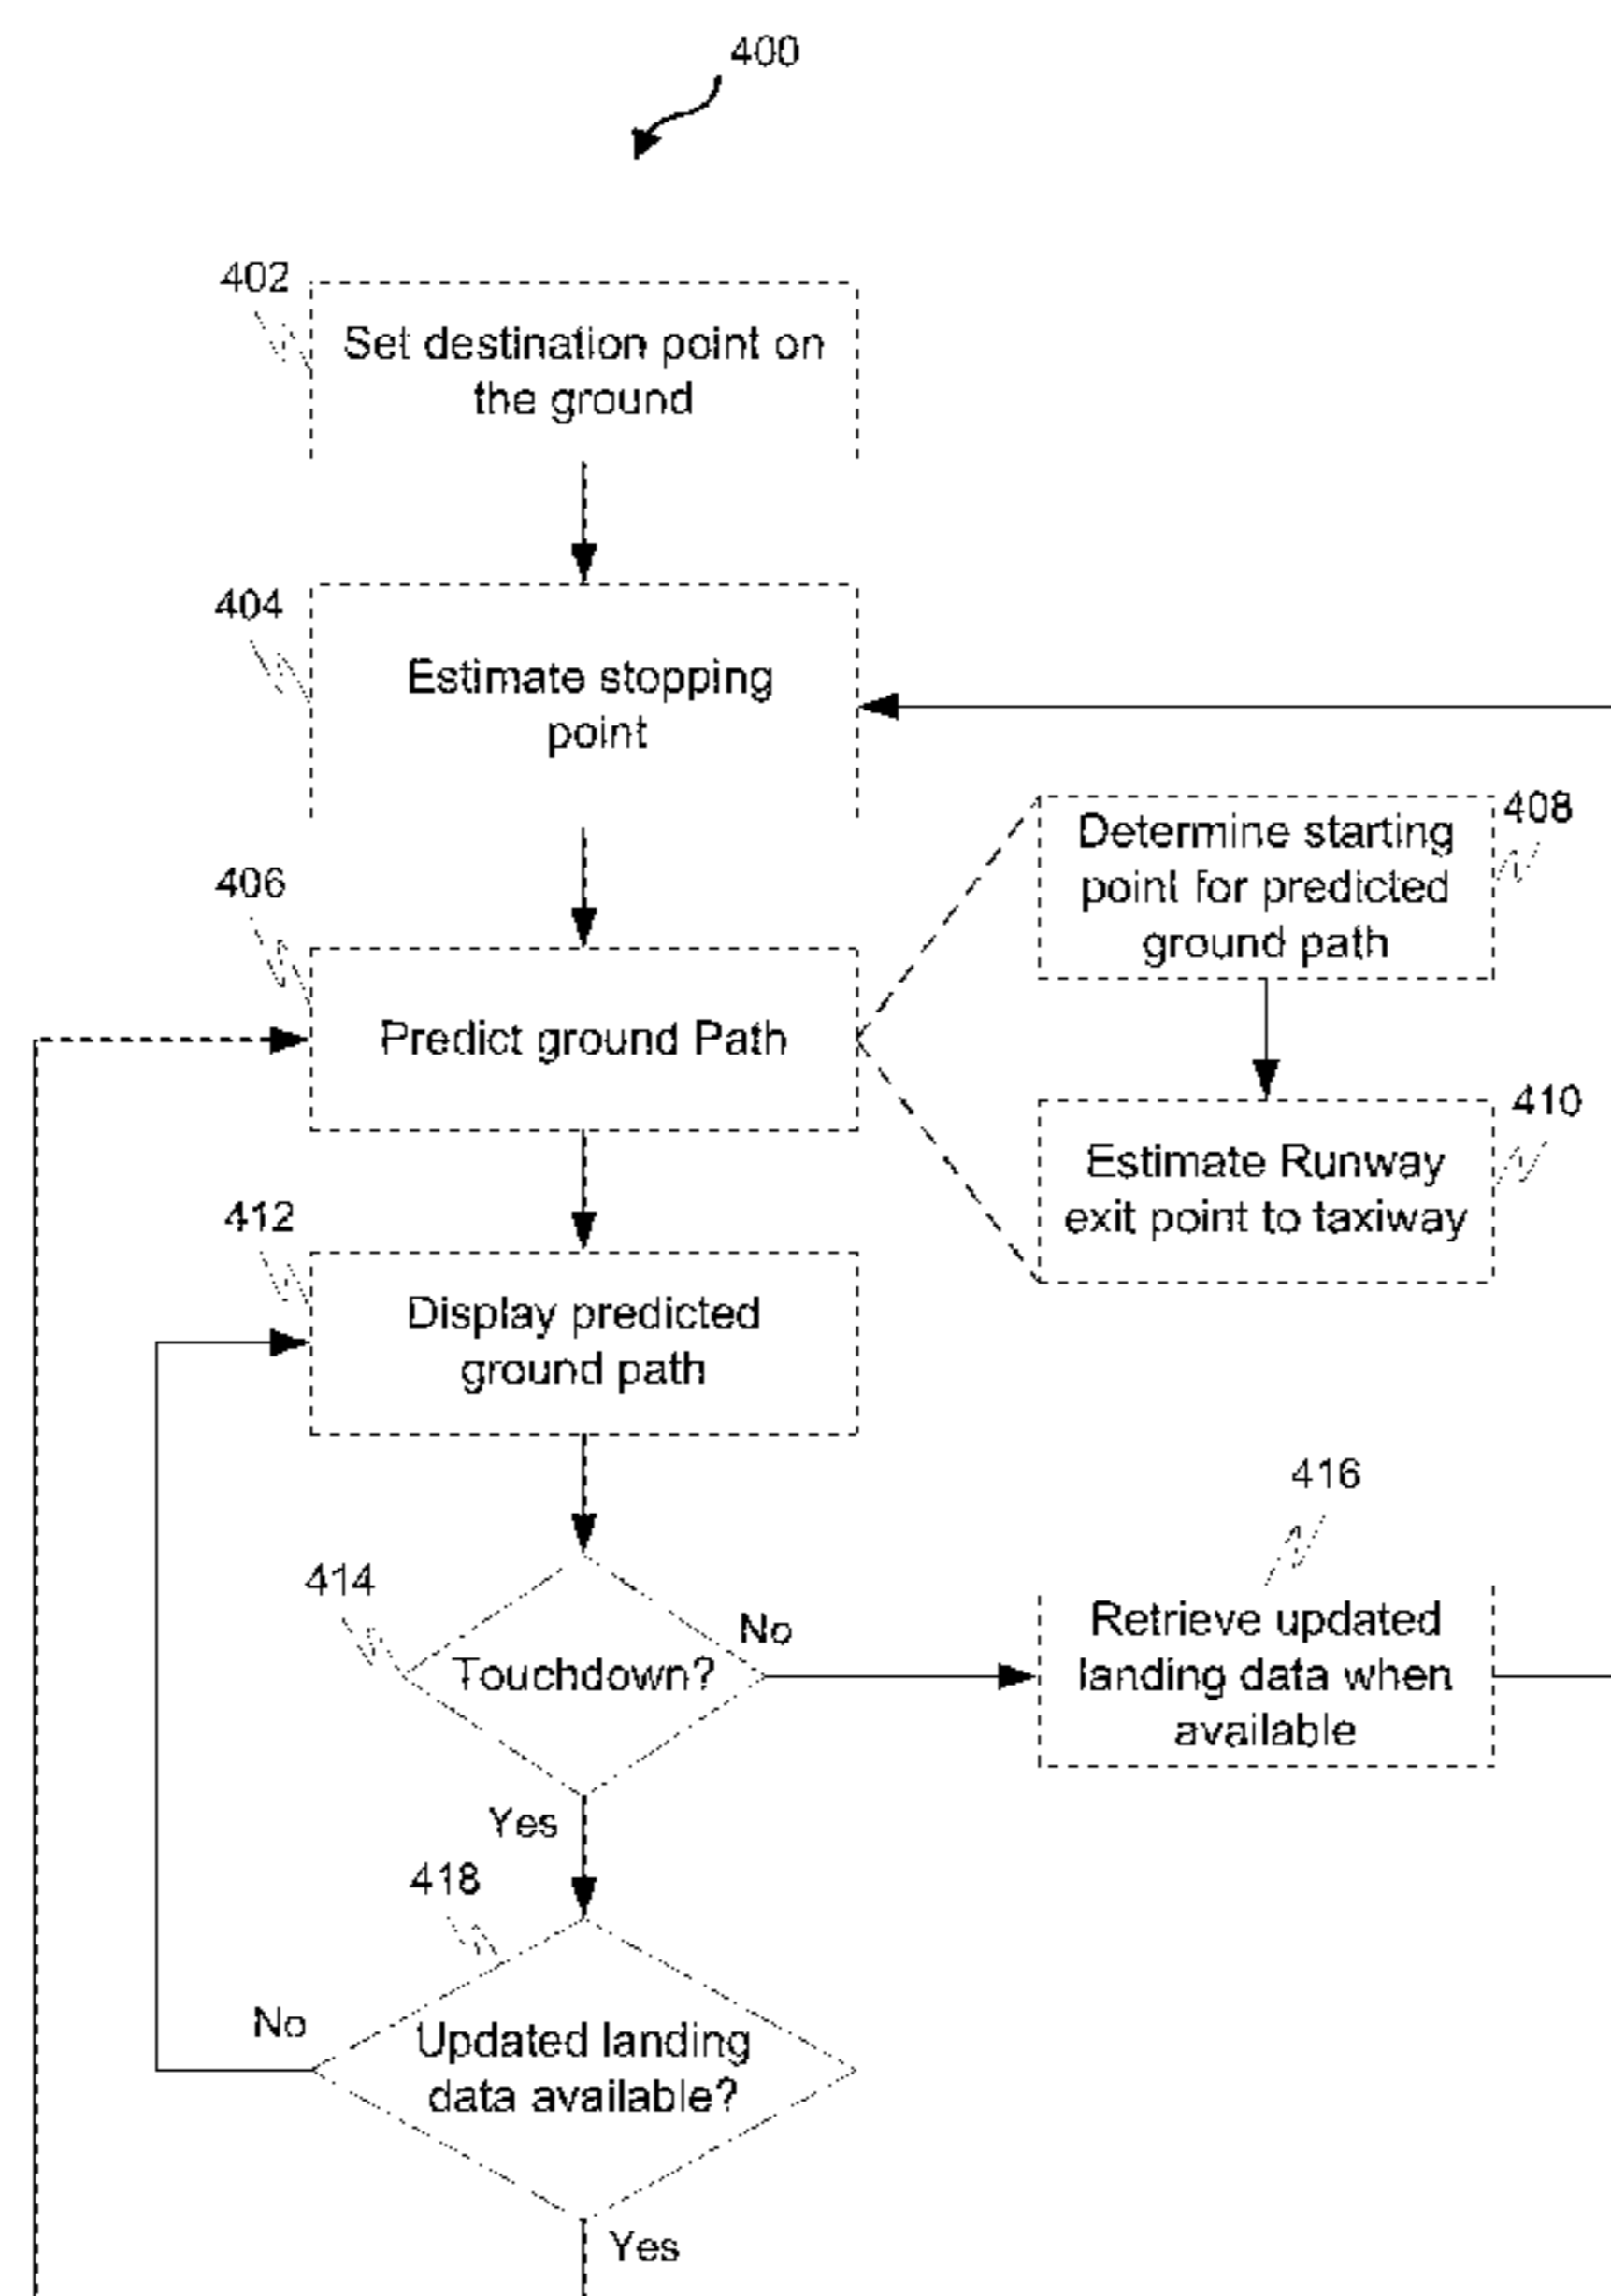 400
402
Set destination point on
the ground
404
Estimate stopping
point
408
Determine starting
point for predicted
ground path
406
Predict ground Path
410
Estimate Runway
exit point to taxiway
412
Display predicted
ground path
414
Touchdown?
No
416
Retrieve updated
landing data when
available
Yes
418
No
Updated landing
data available?
Yes